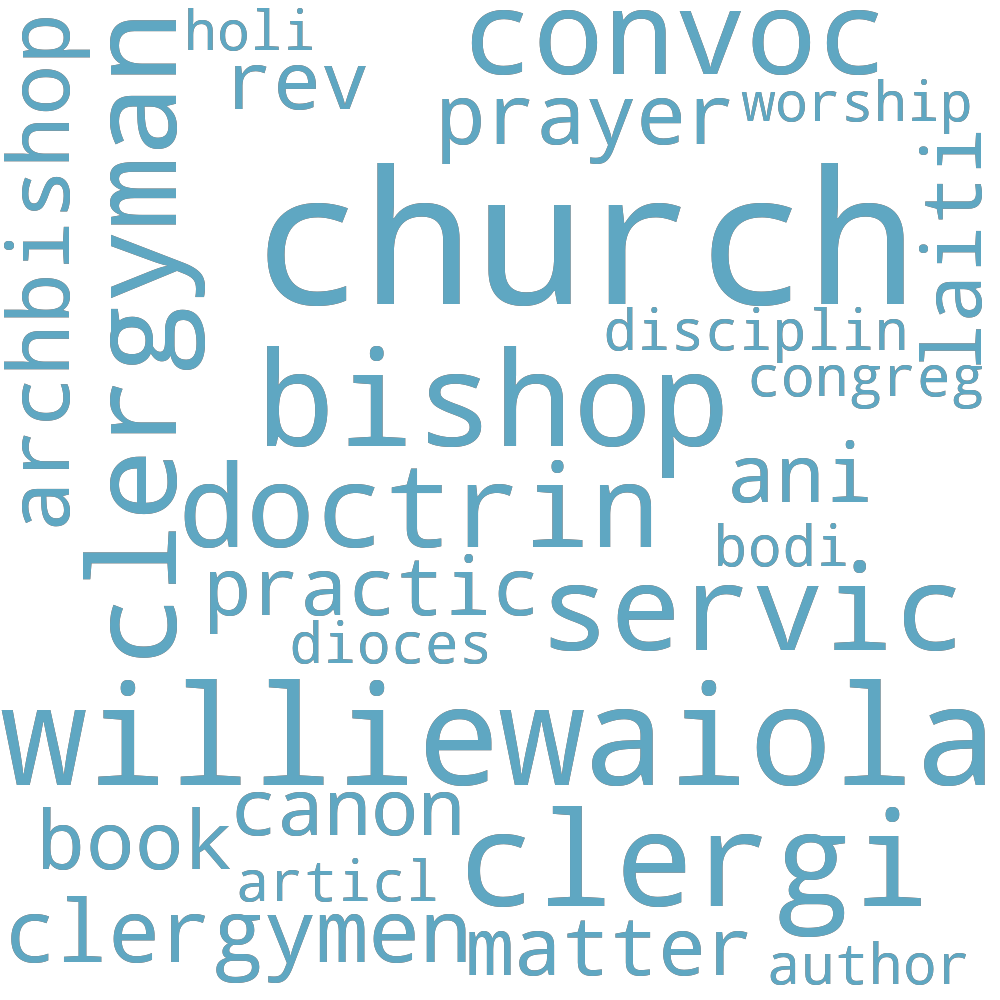 holi
convoc
rev
prayer
worship
archbishop
clergyman
church
laiti
disciplin
bishop
congreg
doctrin
ani
bodi
practic
servic
dioces
williewaiola
canon
book
clergi
articl
clergymen
matter
author